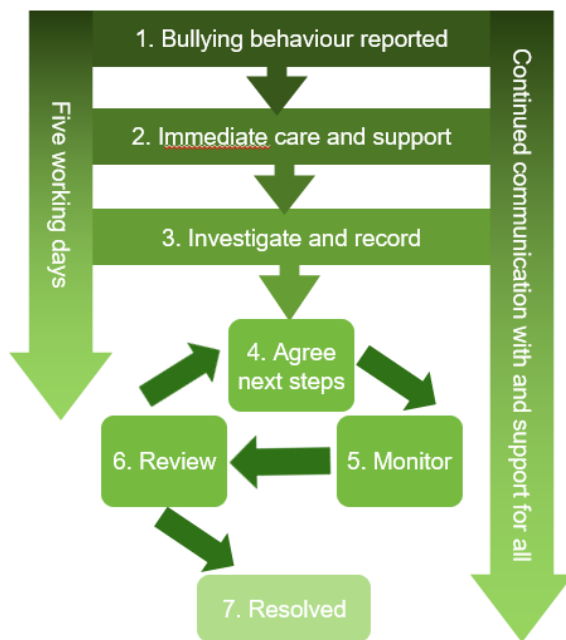 1. Bullying behaviour reported
2. Immediate care and support
3. Investigate and record
4. Agree
next steps
5. Monitor
6. Review
7. Resolved
Five working days
Continued communication with and support for all